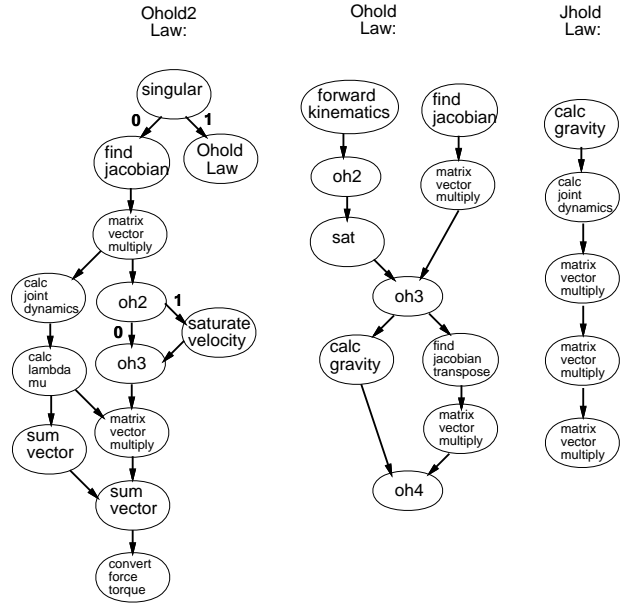 Ohold2
Law:
singular
0
1
find
jacobian
Ohold
Law
matrix
vector
multiply
calc
joint
dynamics
oh2
1
0
saturate
velocity
calc
lambda
mu
oh3
sum
vector
matrix
vector
multiply
sum
vector
convert
force
torque
Ohold
Law:
forward
kinematics
find
jacobian
oh2
matrix
vector
multiply
sat
oh3
calc
gravity
find
jacobian
transpose
matrix
vector
multiply
oh4
Jhold
Law:
calc
gravity
calc
joint
dynamics
matrix
vector
multiply
matrix
vector
multiply
matrix
vector
multiply